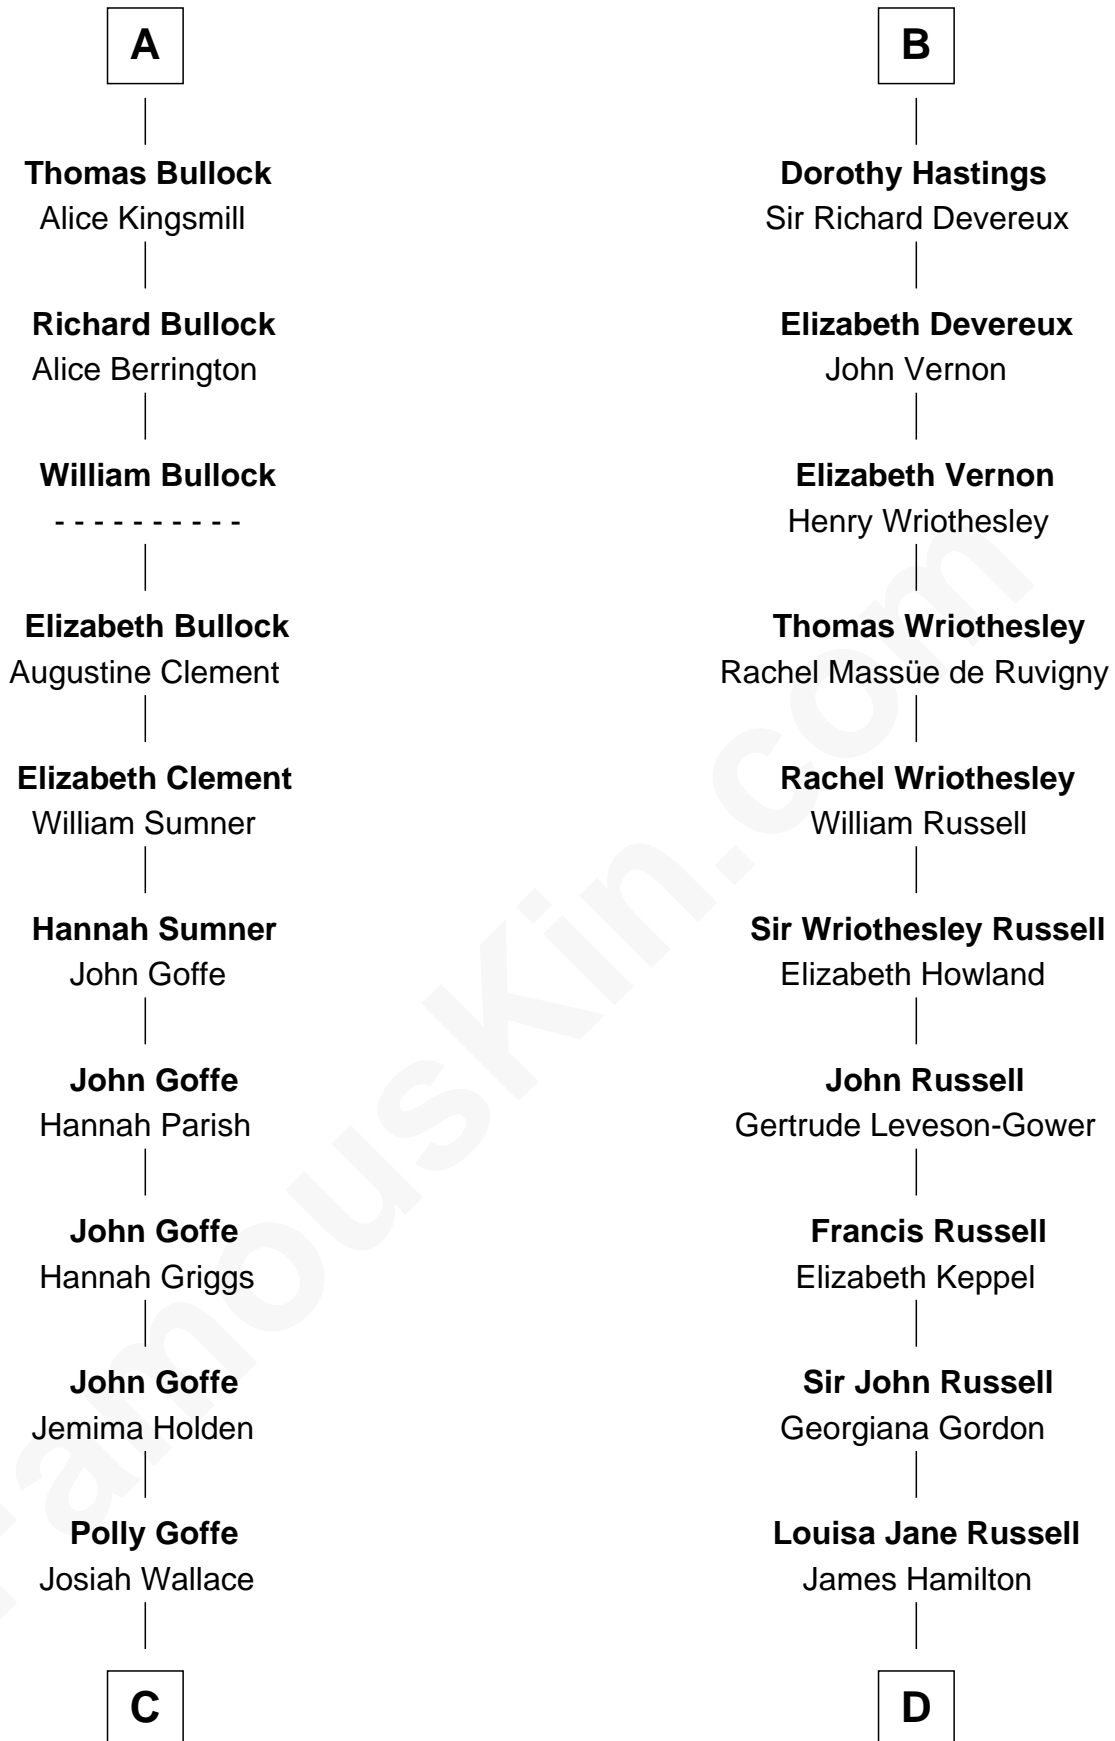 A
Thomas Bullock
Alice Kingsmill
Richard Bullock
Alice Berrington
William Bullock
- - - - - - - - - -
Elizabeth Bullock
Augustine Clement
Elizabeth Clement
William Sumner
Hannah Sumner
John Goffe
John Goffe
Hannah Parish
John Goffe
Hannah Griggs
John Goffe
Jemima Holden
Polly Goffe
Josiah Wallace
C
B
Dorothy Hastings
Sir Richard Devereux
Elizabeth Devereux
John Vernon
Elizabeth Vernon
Henry Wriothesley
Thomas Wriothesley
Rachel Massüe de Ruvigny
Rachel Wriothesley
William Russell
Sir Wriothesley Russell
Elizabeth Howland
John Russell
Gertrude Leveson-Gower
Francis Russell
Elizabeth Keppel
Sir John Russell
Georgiana Gordon
Louisa Jane Russell
James Hamilton
D
FamousKin.com